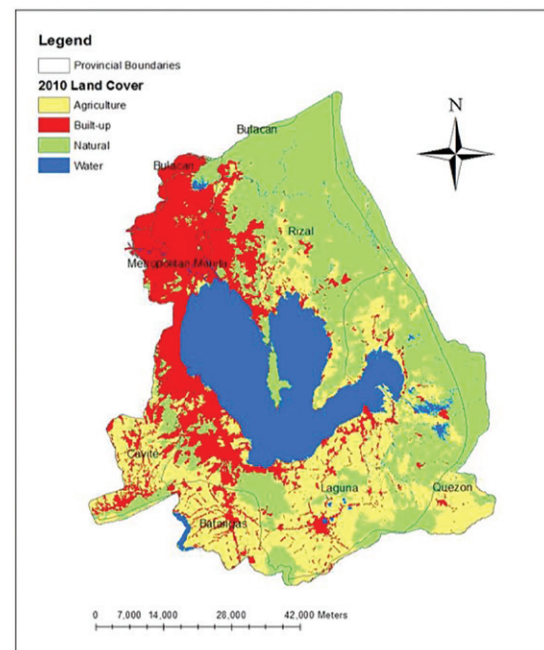 Legend
Provincial Boundaries
2010 Land Cover
Agriculture
Built-up
Natural
Water
N
Bulacan
Bulacan
Rizal
Metropolitan Manila
Cavite
Laguna
Quezon
Batangas
0 7,000 14,000 28,000 42,000 Meters